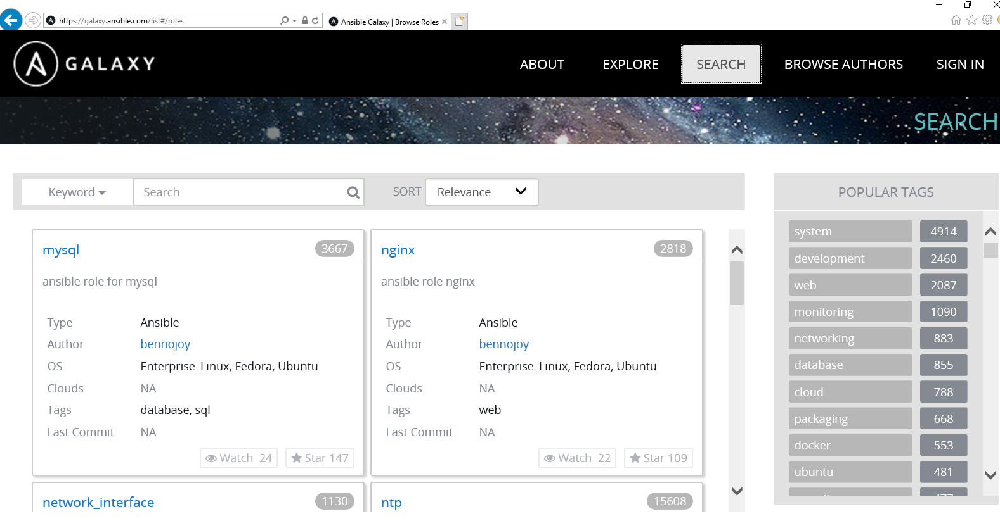 https://galaxy.ansible.com/list#/roles
Ansible Galaxy | Browse Roles
GALAXY
ABOUT EXPLORE SEARCH BROWSE AUTHORS SIGN IN
SEARCH
Keyword Search SORT Relevance
mysql 3667
ansible role for mysql
Type Ansible
Author bennojoy
OS Enterprise_Linux, Fedora, Ubuntu
Clouds NA
Tags database, sql
Last Commit NA
Watch 24 Star 147
nginx 2818
ansible role nginx
Type Ansible
Author bennojoy
OS Enterprise_Linux, Fedora, Ubuntu
Clouds NA
Tags web
Last Commit NA
Watch 22 Star 109
network_interface 1130
ntp 15608
POPULAR TAGS
system 4914
development 2460
web 2087
monitoring 1090
networking 883
database 855
cloud 788
packaging 668
docker 553
ubuntu 481